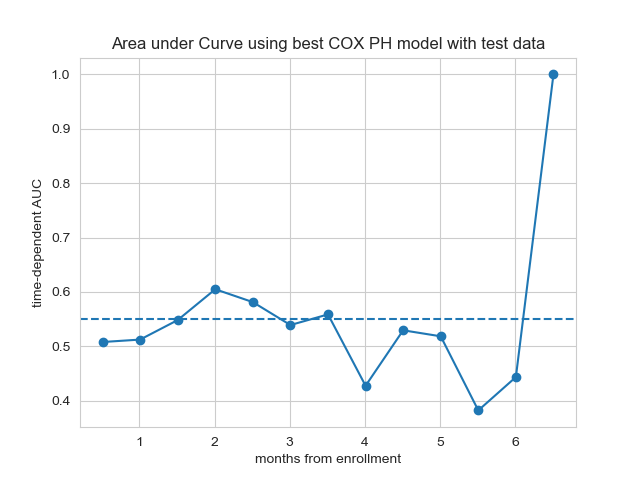 Area under Curve using best COX PH model with test data
1.0
0.9
0.8
0.7
0.6
0.5
0.4
time-dependent AUC
1 2 3 4 5 6
months from enrollment